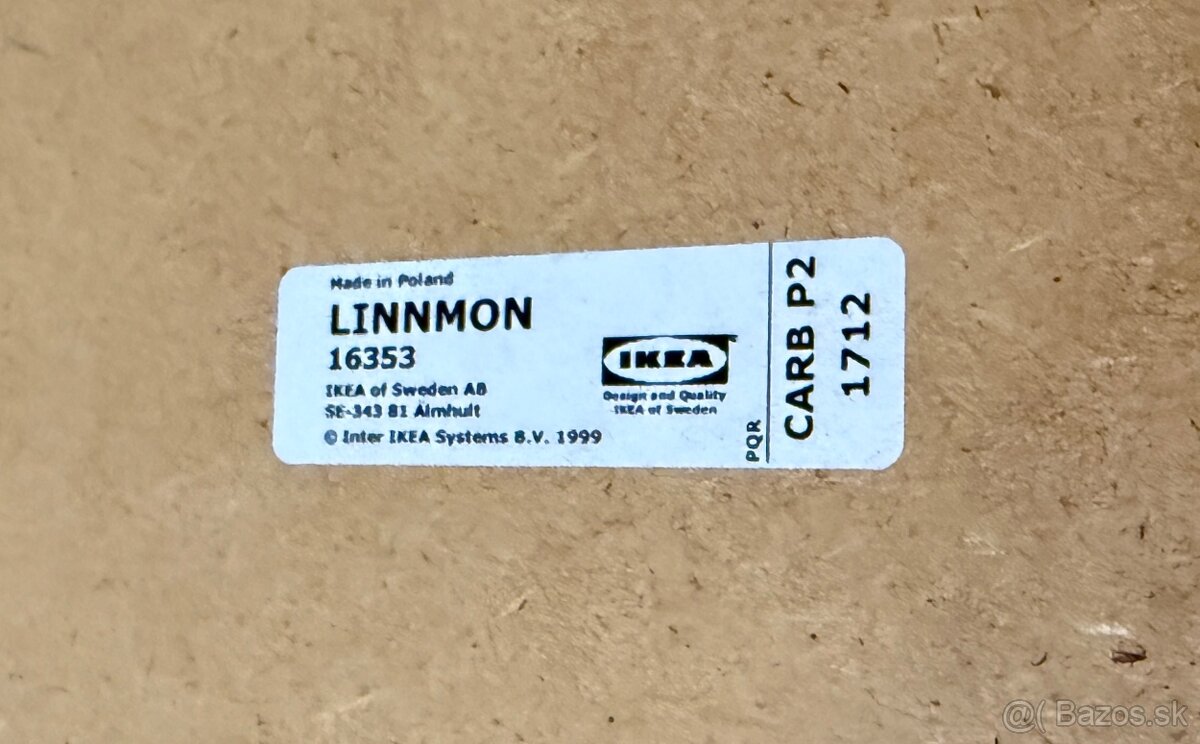 Made in Poland
LINNMON
16353
IKEA of Sweden AB
SE-343 81 Älmhult
© Inter IKEA Systems B.V. 1999
IKEA
Design and Quality
IKEA of Sweden
PQR
CARB P2
1712
@( Bazos.sk